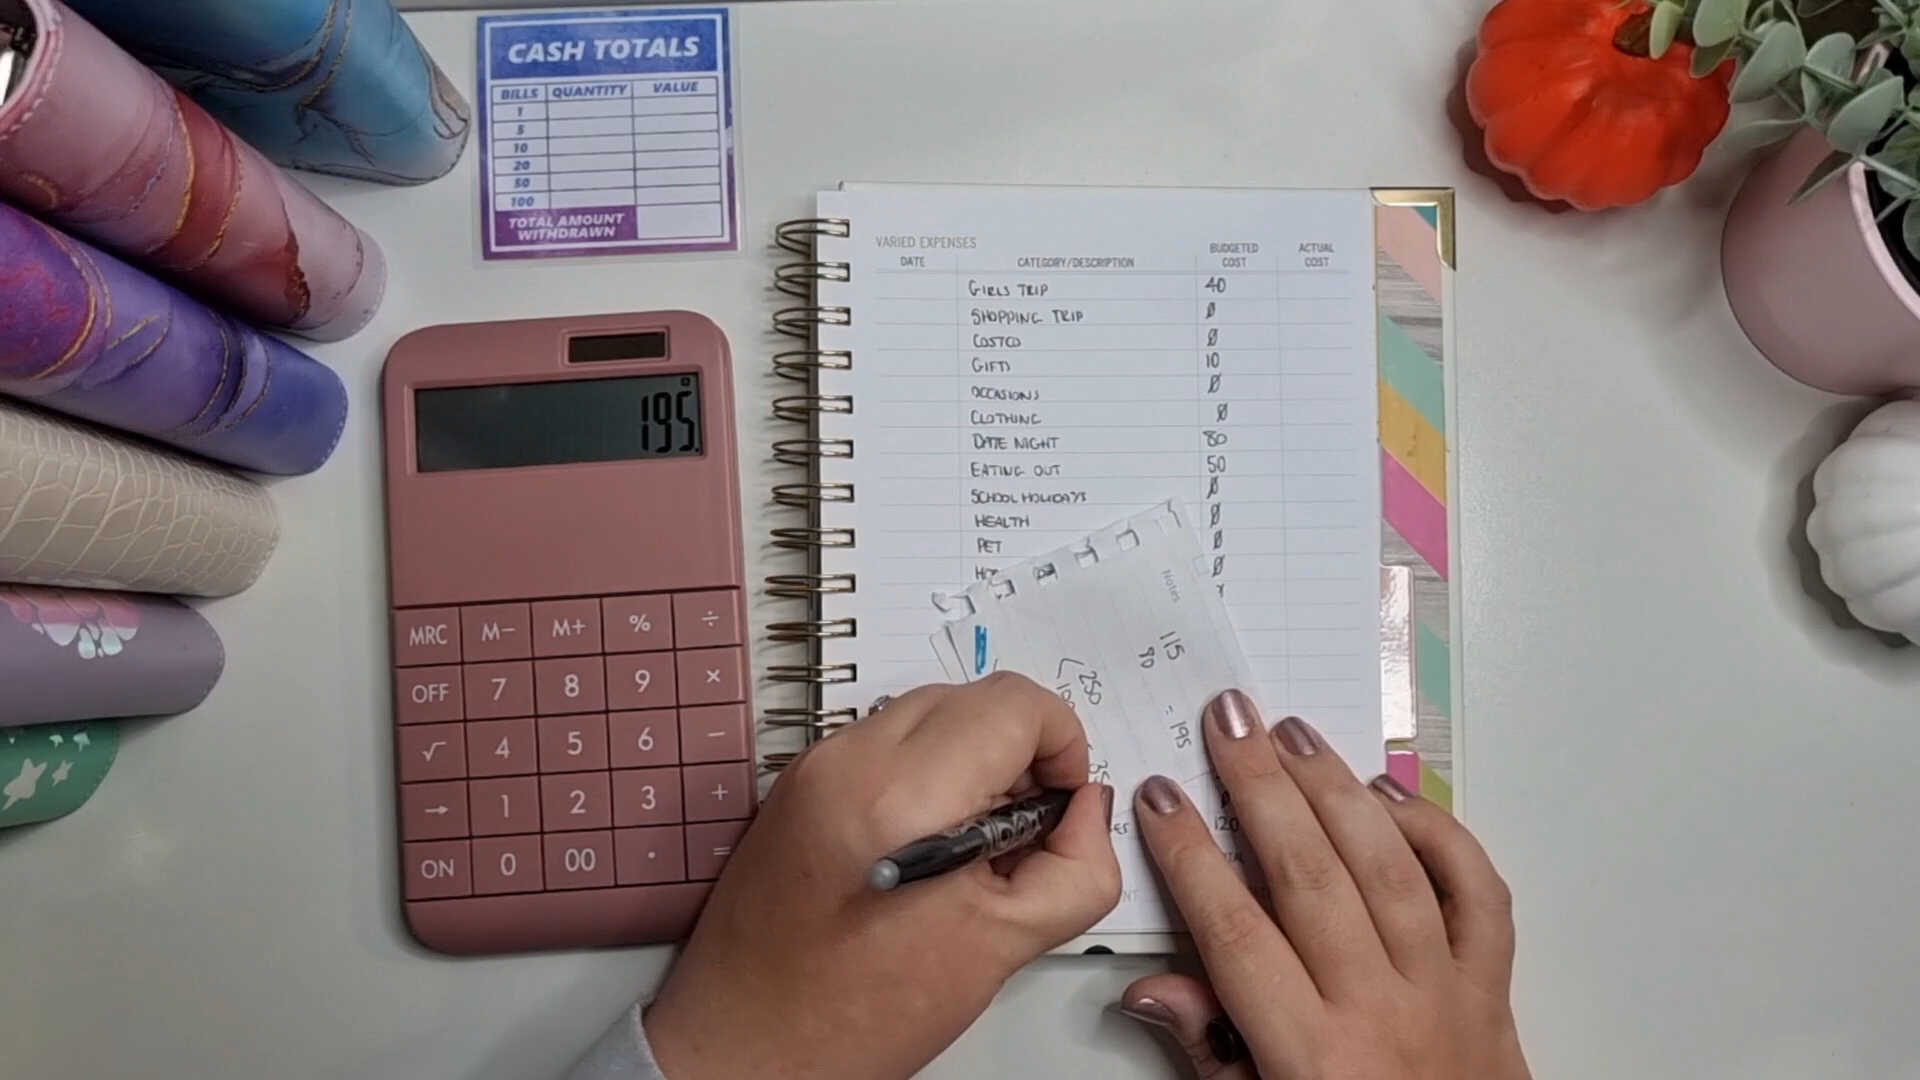 CASH TOTALS
BILLS QUANTITY VALUE
1
5
10
20
50
100
TOTAL AMOUNT
WITHDRAWN
195.
MRC M- M+ % ÷
OFF 7 8 9 ×
√ 4 5 6 −
→ 1 2 3 +
ON 0 00 . =
VARIED EXPENSES
DATE CATEGORY/DESCRIPTION BUDGETED COST ACTUAL COST
GIRLS TRIP 40
SHOPPING TRIP Ø
COSTCO Ø
GIFTS 10
OCCASIONS Ø
CLOTHING Ø
DATE NIGHT 80
EATING OUT 50
SCHOOL HOLIDAYS Ø
HEALTH Ø
PET Ø
Ø
120
Notes
115
80
= 195
<250